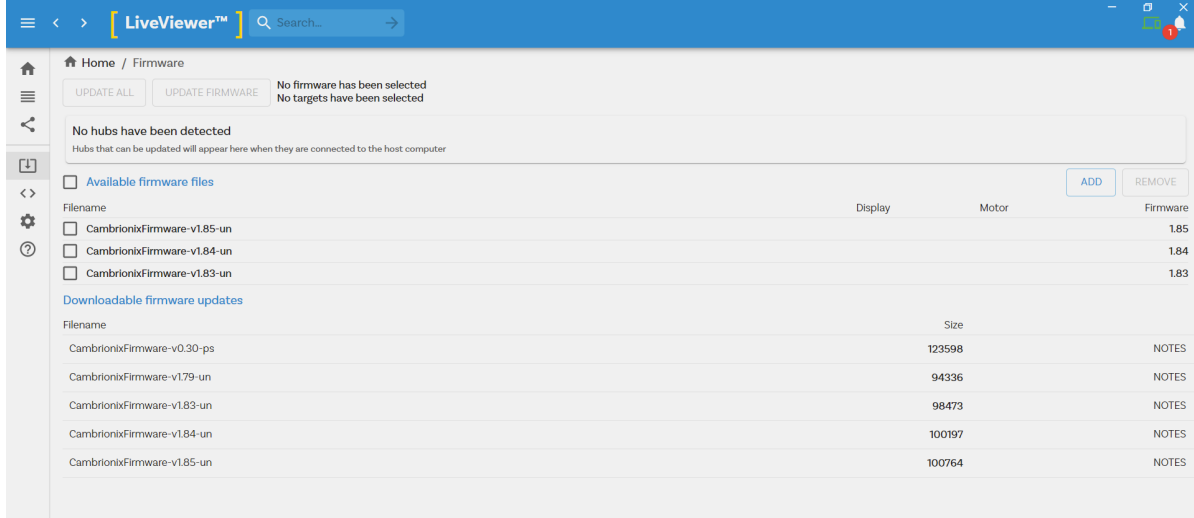 [ LiveViewer™ ] Search...
1
Home / Firmware
UPDATE ALL UPDATE FIRMWARE No firmware has been selected
No targets have been selected
No hubs have been detected
Hubs that can be updated will appear here when they are connected to the host computer
Available firmware files ADD REMOVE
Filename Display Motor Firmware
CambrionixFirmware-v1.85-un 1.85
CambrionixFirmware-v1.84-un 1.84
CambrionixFirmware-v1.83-un 1.83
Downloadable firmware updates
Filename Size
CambrionixFirmware-v0.30-ps 123598 NOTES
CambrionixFirmware-v1.79-un 94336 NOTES
CambrionixFirmware-v1.83-un 98473 NOTES
CambrionixFirmware-v1.84-un 100197 NOTES
CambrionixFirmware-v1.85-un 100764 NOTES